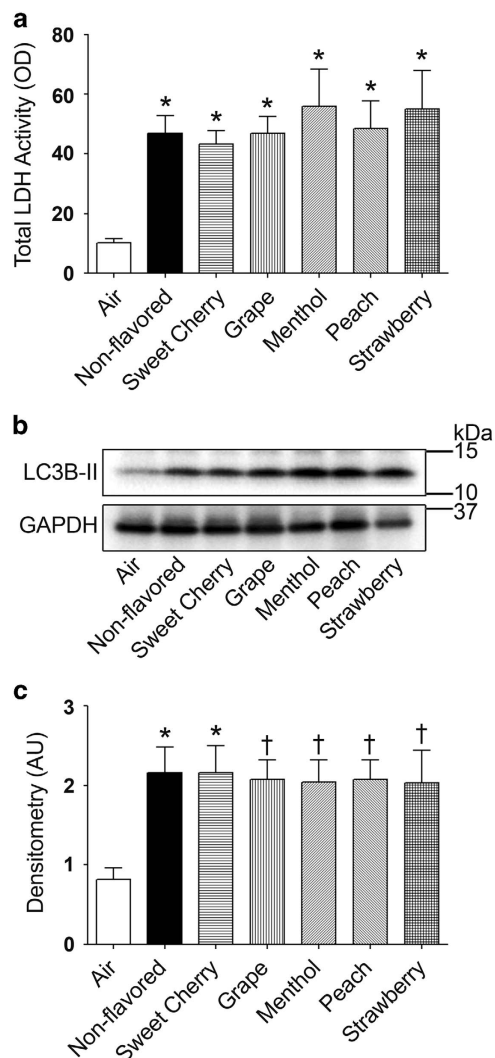 a
Total LDH Activity (OD)
80
60
40
20
0
* * * * * *
Air
Non-flavored
Sweet Cherry
Grape
Menthol
Peach
Strawberry
b
kDa
LC3B-II
15
10
GAPDH
37
Air
Non-flavored
Sweet Cherry
Grape
Menthol
Peach
Strawberry
c
Densitometry (AU)
3
2
1
0
* * † † † †
Air
Non-flavored
Sweet Cherry
Grape
Menthol
Peach
Strawberry